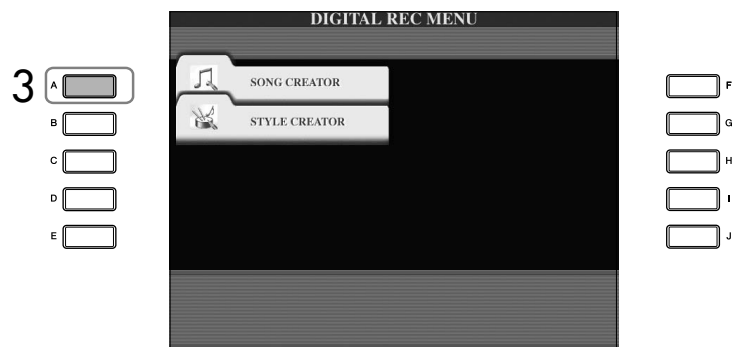 DIGITAL REC MENU
3
A
SONG CREATOR
F
B
STYLE CREATOR
G
C
H
D
I
E
J